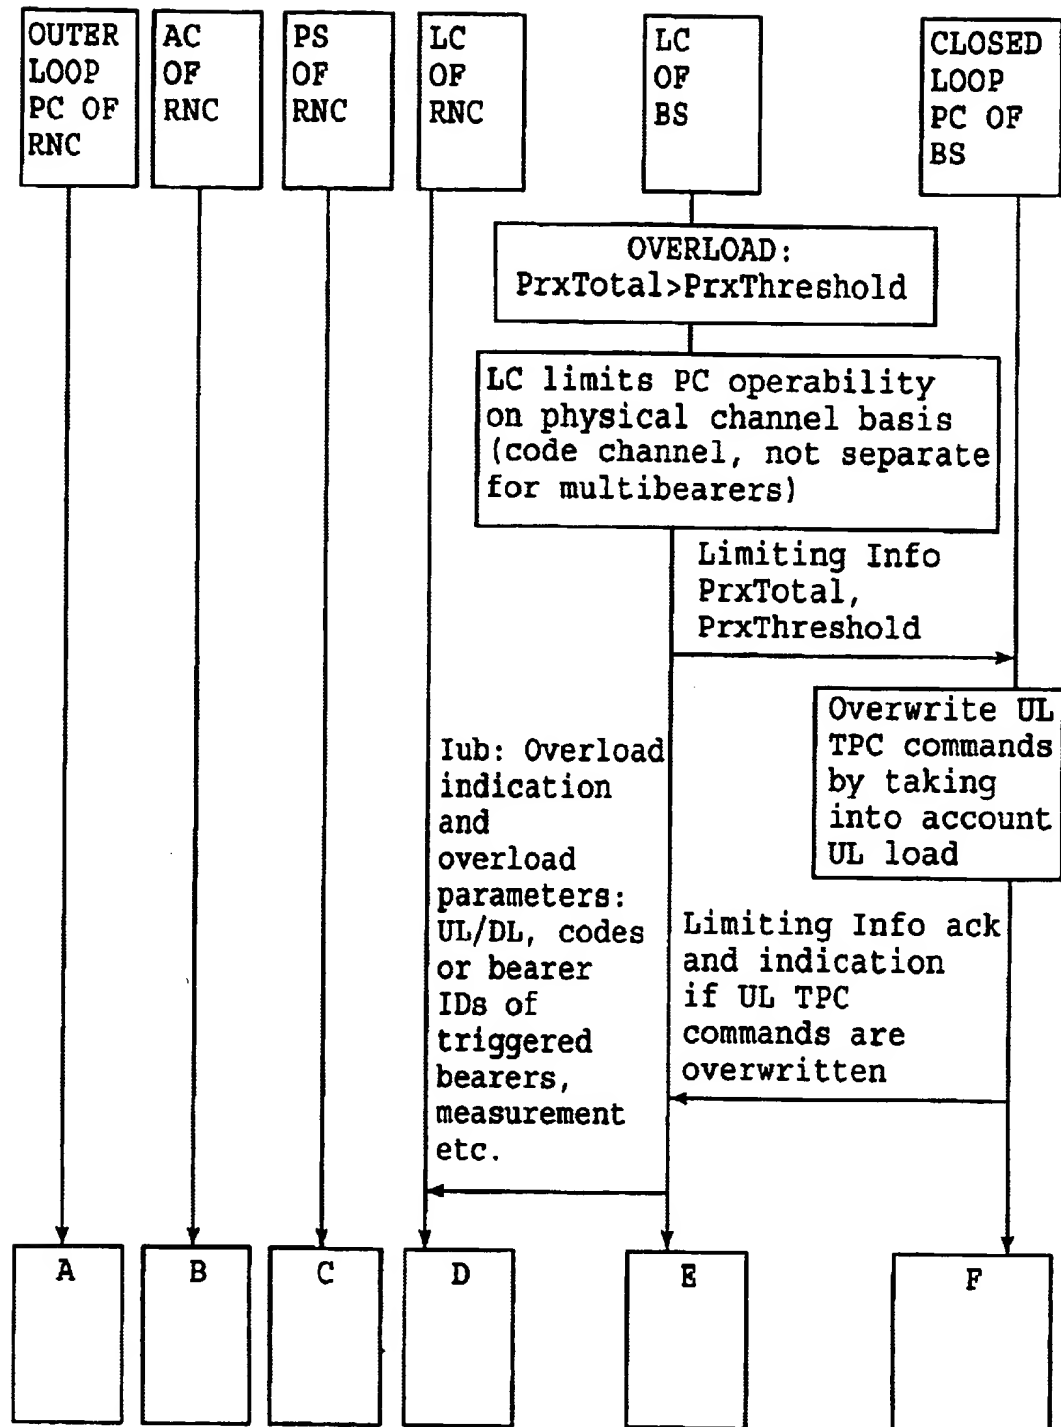 OUTER
LOOP
PC OF
RNC
AC
OF
RNC
PS
OF
RNC
LC
OF
RNC
LC
OF
BS
CLOSED
LOOP
PC OF
BS
OVERLOAD:
PrxTotal>PrxThreshold
LC limits PC operability
on physical channel basis
(code channel, not separate
for multibearers)
Limiting Info
PrxTotal,
PrxThreshold
Overwrite UL
TPC commands
by taking
into account
UL load
Iub: Overload
indication
and
overload
parameters:
UL/DL, codes
or bearer
IDs of
triggered
bearers,
measurement
etc.
Limiting Info ack
and indication
if UL TPC
commands are
overwritten
A
B
C
D
E
F